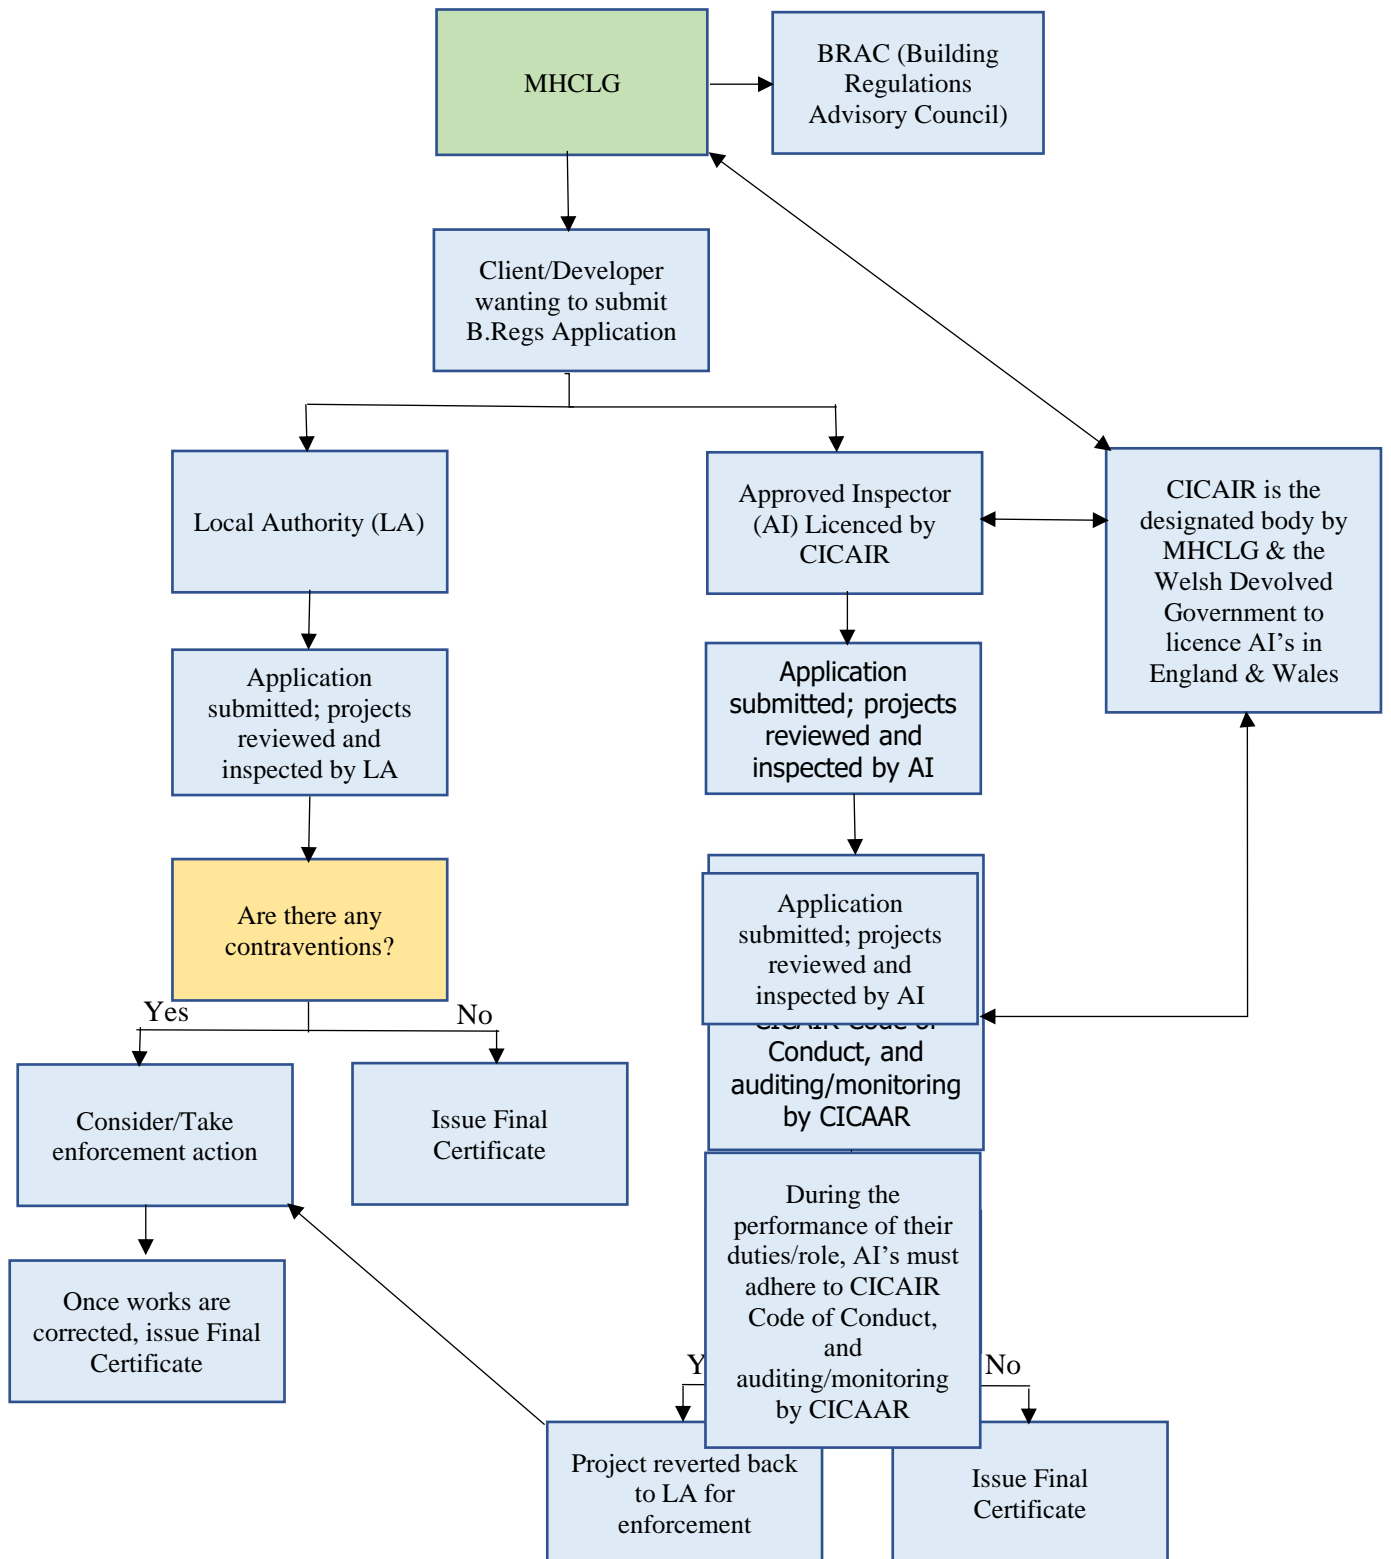 MHCLG
BRAC (Building
Regulations
Advisory Council)
Client/Developer
wanting to submit
B.Regs Application
Local Authority (LA)
Approved Inspector
(AI) Licenced by
CICAIR
CICAIR is the
designated body by
MHCLG & the
Welsh Devolved
Government to
licence AI’s in
England & Wales
Application
submitted; projects
reviewed and
inspected by LA
Application
submitted; projects
reviewed and
inspected by AI
Are there any
contraventions?
Application
submitted; projects
reviewed and
inspected by AI
CICAIR Code of
Conduct, and
auditing/monitoring
by CICAAR
Yes
No
Consider/Take
enforcement action
Issue Final
Certificate
During the
performance of their
duties/role, AI’s must
adhere to CICAIR
Code of Conduct,
and
auditing/monitoring
by CICAAR
Once works are
corrected, issue Final
Certificate
Y
No
Project reverted back
to LA for
enforcement
Issue Final
Certificate